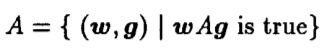 A = { (w, g) | wAg is true}